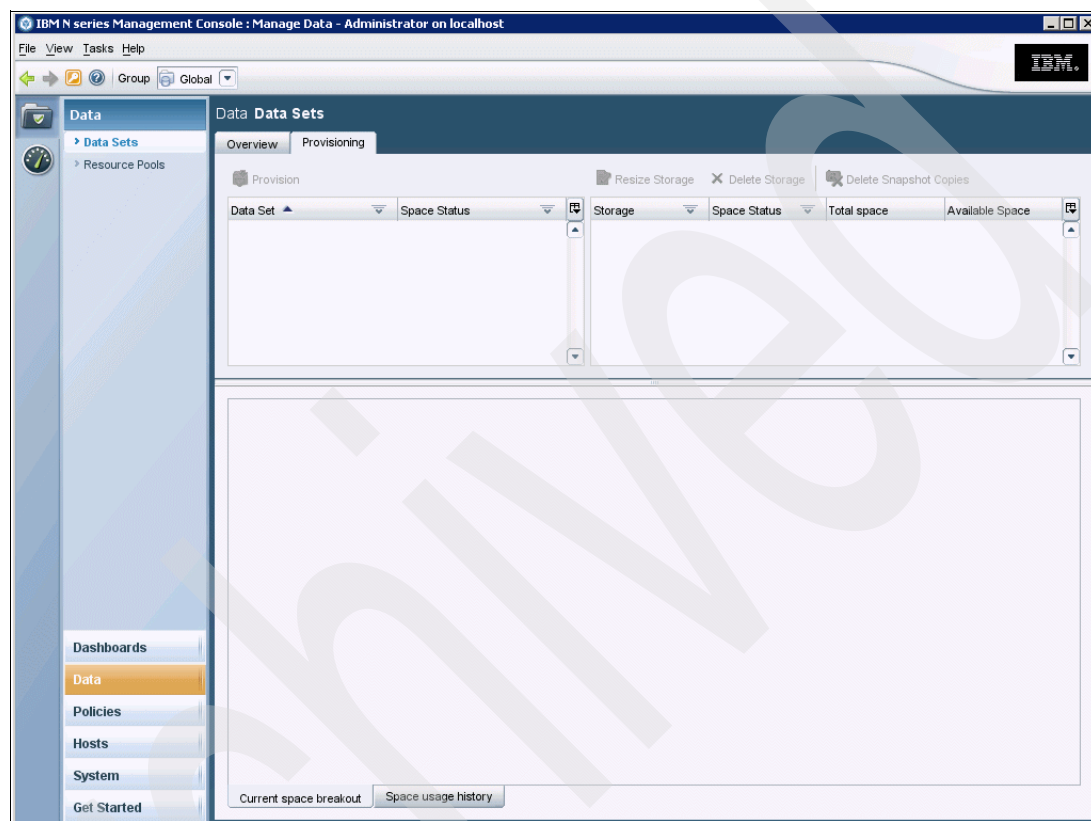 IBM N series Management Console : Manage Data - Administrator on localhost
File View Tasks Help
Group Global
IBM.
Data
Data Sets
Resource Pools
Data Data Sets
Overview Provisioning
Provision
Resize Storage Delete Storage Delete Snapshot Copies
Data Set Space Status
Storage Space Status Total space Available Space
Dashboards
Data
Policies
Hosts
System
Get Started
Current space breakout Space usage history